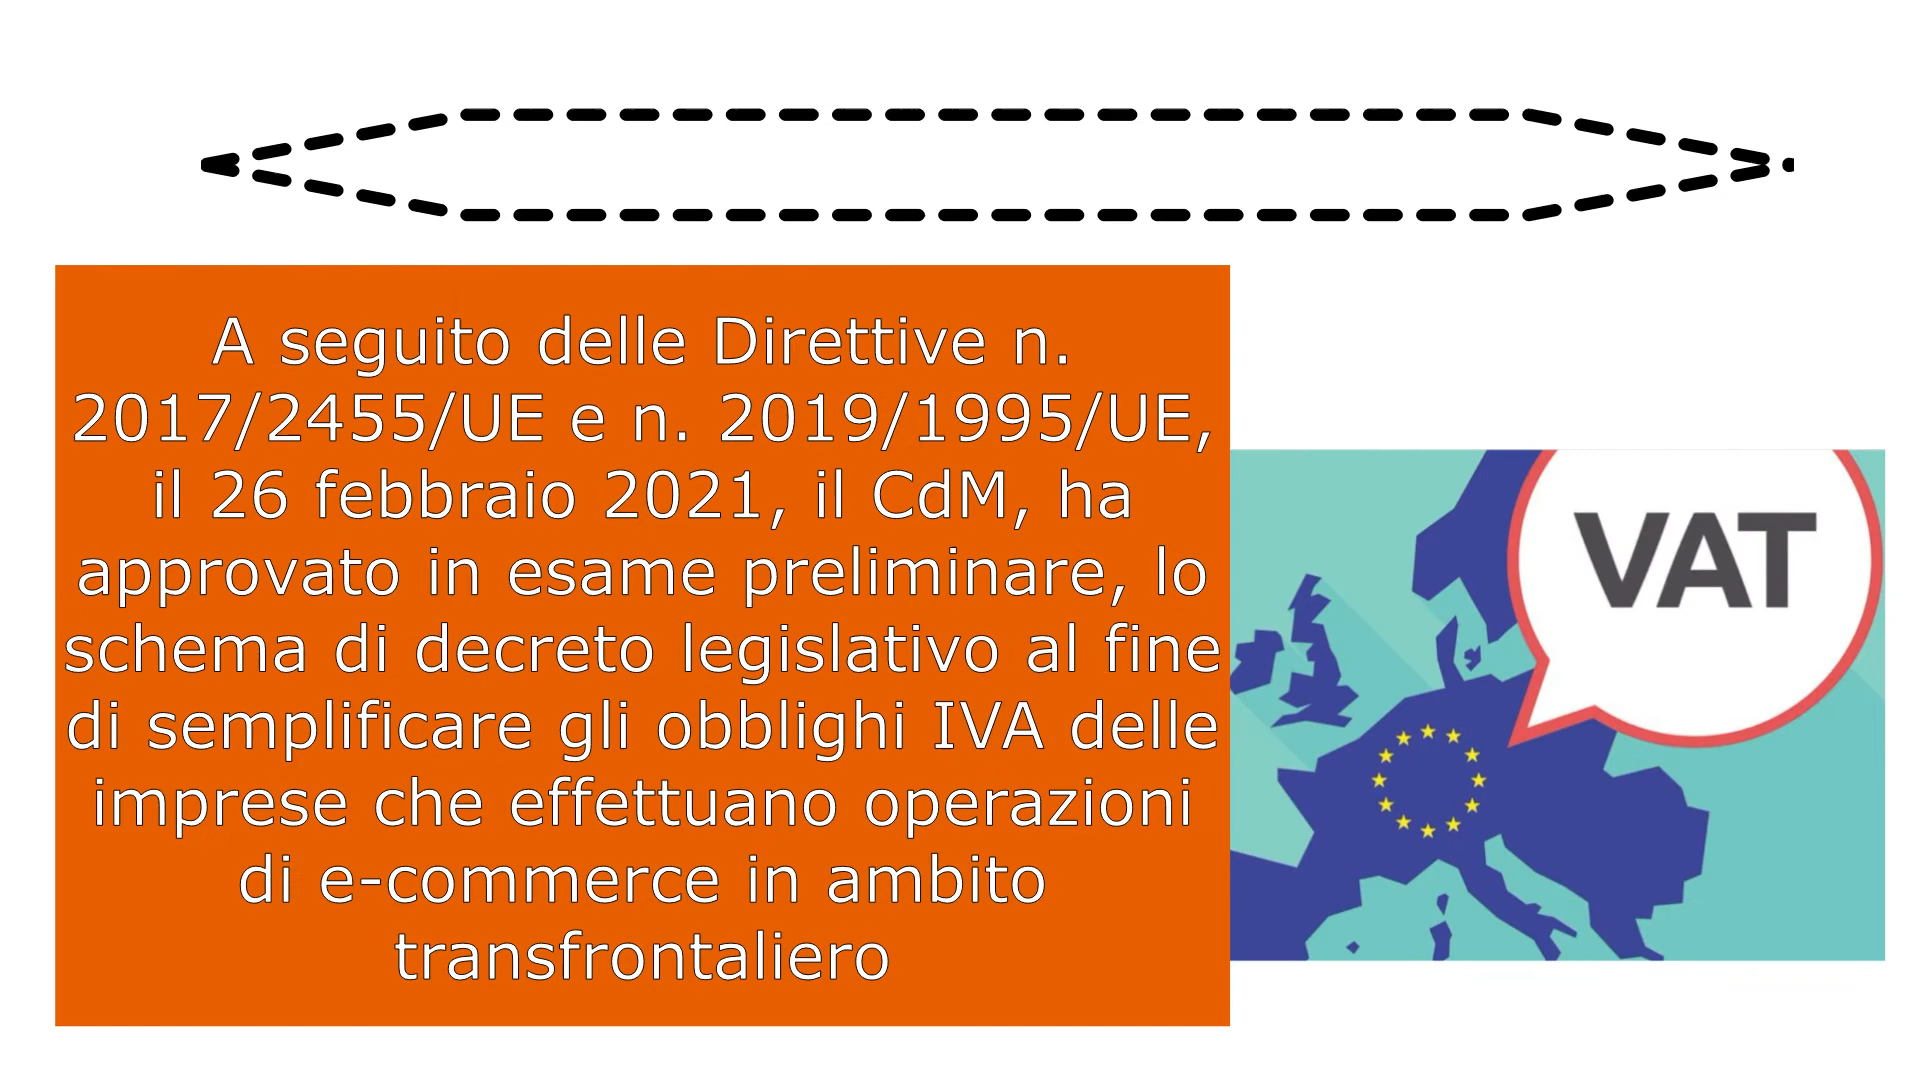 A seguito delle Direttive n.
2017/2455/UE e n. 2019/1995/UE,
il 26 febbraio 2021, il CdM, ha
approvato in esame preliminare, lo
schema di decreto legislativo al fine
di semplificare gli obblighi IVA delle
imprese che effettuano operazioni
di e-commerce in ambito
transfrontaliero
VAT